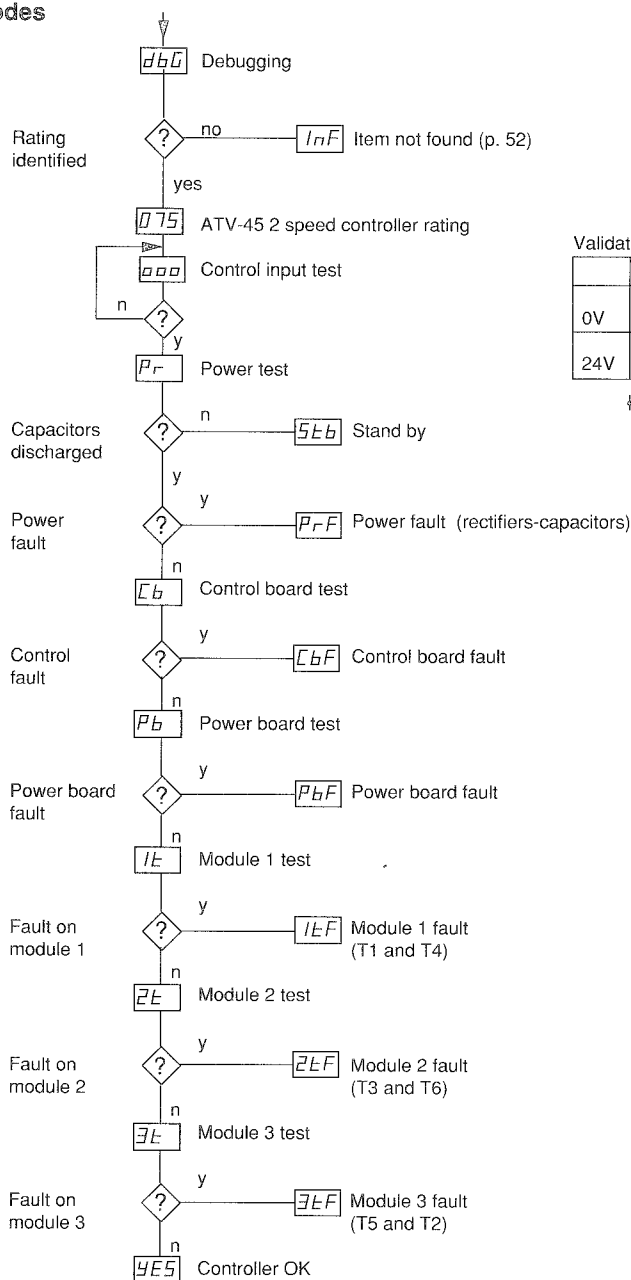 odes
dbG Debugging
Rating
identified
?
no
InF Item not found (p. 52)
yes
075 ATV-45 2 speed controller rating
ooo Control input test
n
?
y
Pr Power test
Validat
0V
24V
Capacitors
discharged
?
n
Stb Stand by
y
Power
fault
?
y
PrF Power fault (rectifiers-capacitors)
n
Cb Control board test
Control
fault
?
y
CbF Control board fault
n
Pb Power board test
Power board
fault
?
y
PbF Power board fault
n
1t Module 1 test
Fault on
module 1
?
y
1tF Module 1 fault
(T1 and T4)
n
2t Module 2 test
Fault on
module 2
?
y
2tF Module 2 fault
(T3 and T6)
n
3t Module 3 test
Fault on
module 3
?
y
3tF Module 3 fault
(T5 and T2)
n
YES Controller OK